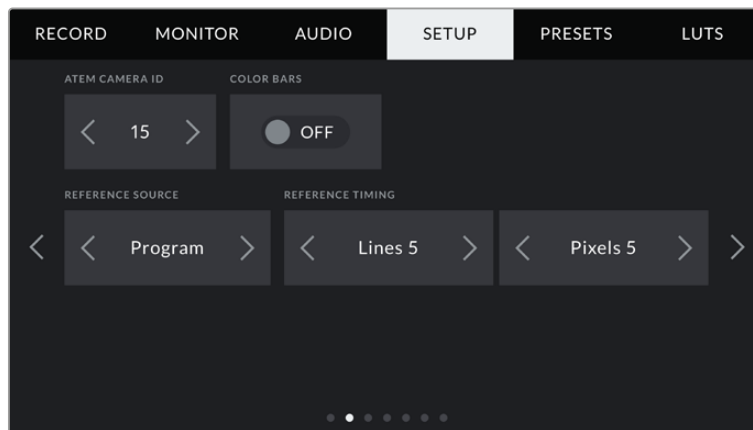 RECORD MONITOR AUDIO SETUP PRESETS LUTS
ATEM CAMERA ID COLOR BARS
15 OFF
REFERENCE SOURCE REFERENCE TIMING
Program Lines 5 Pixels 5